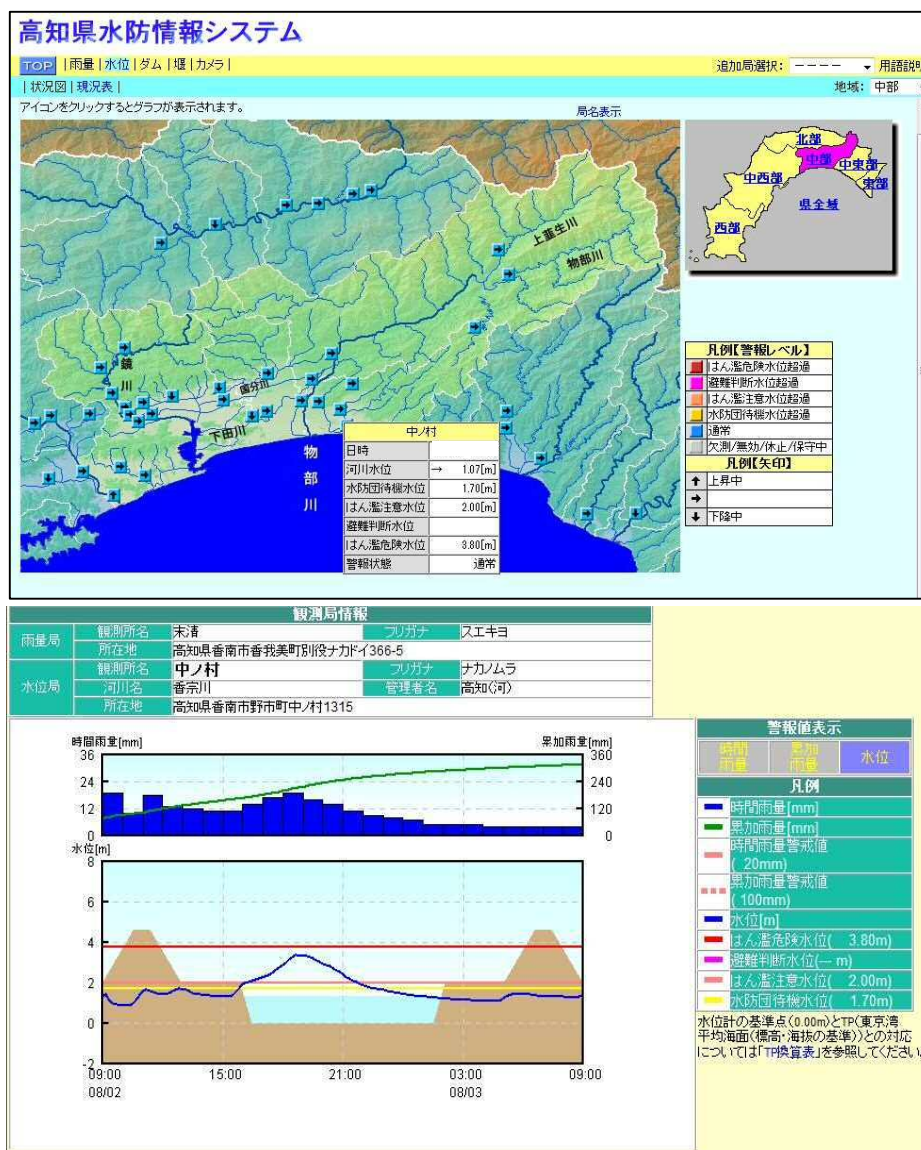 高知県水防情報システム
TOP |雨量|水位|ダム|堰|カメラ| 追加局選択: ---- 用語説明
|状況図|現況表| 地域: 中部
アイコンをクリックするとグラフが表示されます。 局名表示
北部
中部
中東部
東部
中西部
県全域
西部
上韮生川
物部川
鏡川
国分川
下田川
物部川
中ノ村
日時
河川水位 → 1.07[m]
水防団待機水位 1.70[m]
はん濫注意水位 2.00[m]
避難判断水位
はん濫危険水位 3.80[m]
警報状態 通常
凡例【警報レベル】
はん濫危険水位超過
避難判断水位超過
はん濫注意水位超過
水防団待機水位超過
通常
欠測/無効/休止/保守中
凡例【矢印】
↑ 上昇中
→
↓ 下降中
観測局情報
雨量局 観測所名 末清 フリガナ スエキヨ
所在地 高知県香南市香我美町別役ナカドイ366-5
水位局 観測所名 中ノ村 フリガナ ナカノムラ
河川名 香宗川 管理者名 高知(河)
所在地 高知県香南市野市町中ノ村1315
時間雨量[mm] 累加雨量[mm]
36 360
24 240
12 120
0 0
水位[m]
8
6
4
2
0
-2
09:00 15:00 21:00 03:00 09:00
08/02 08/03
警報値表示
時間雨量 累加雨量 水位
凡例
時間雨量[mm]
累加雨量[mm]
時間雨量警戒値
( 20mm)
累加雨量警戒値
( 100mm)
水位[m]
はん濫危険水位( 3.80m)
避難判断水位(--- m)
はん濫注意水位( 2.00m)
水防団待機水位( 1.70m)
水位計の基準点(0.00m)とTP(東京湾
平均海面(標高・海抜の基準))との対応
については「TP換算表」を参照してください